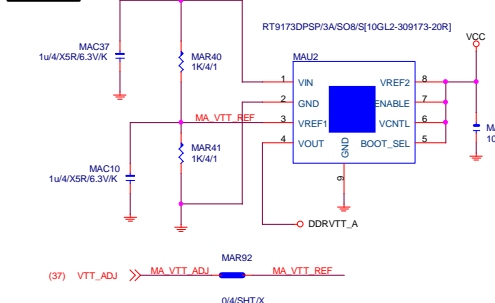 RT9173DPSP/3A/SO8/S[10GL2-309173-20R]
VCC
MAC37
1u/4/X5R/6.3V/K
MAR40
1K/4/1
MAU2
1 VIN VREF2 8
2 GND ENABLE 7
MA_VTT_REF 3 VREF1 VCNTL 6
4 VOUT BOOT_SEL 5
GND
9
MAR41
1K/4/1
MAC10
1u/4/X5R/6.3V/K
DDRVTT_A
MAR92
(37) VTT_ADJ MA_VTT_ADJ MA_VTT_REF
0/4/SHT/X